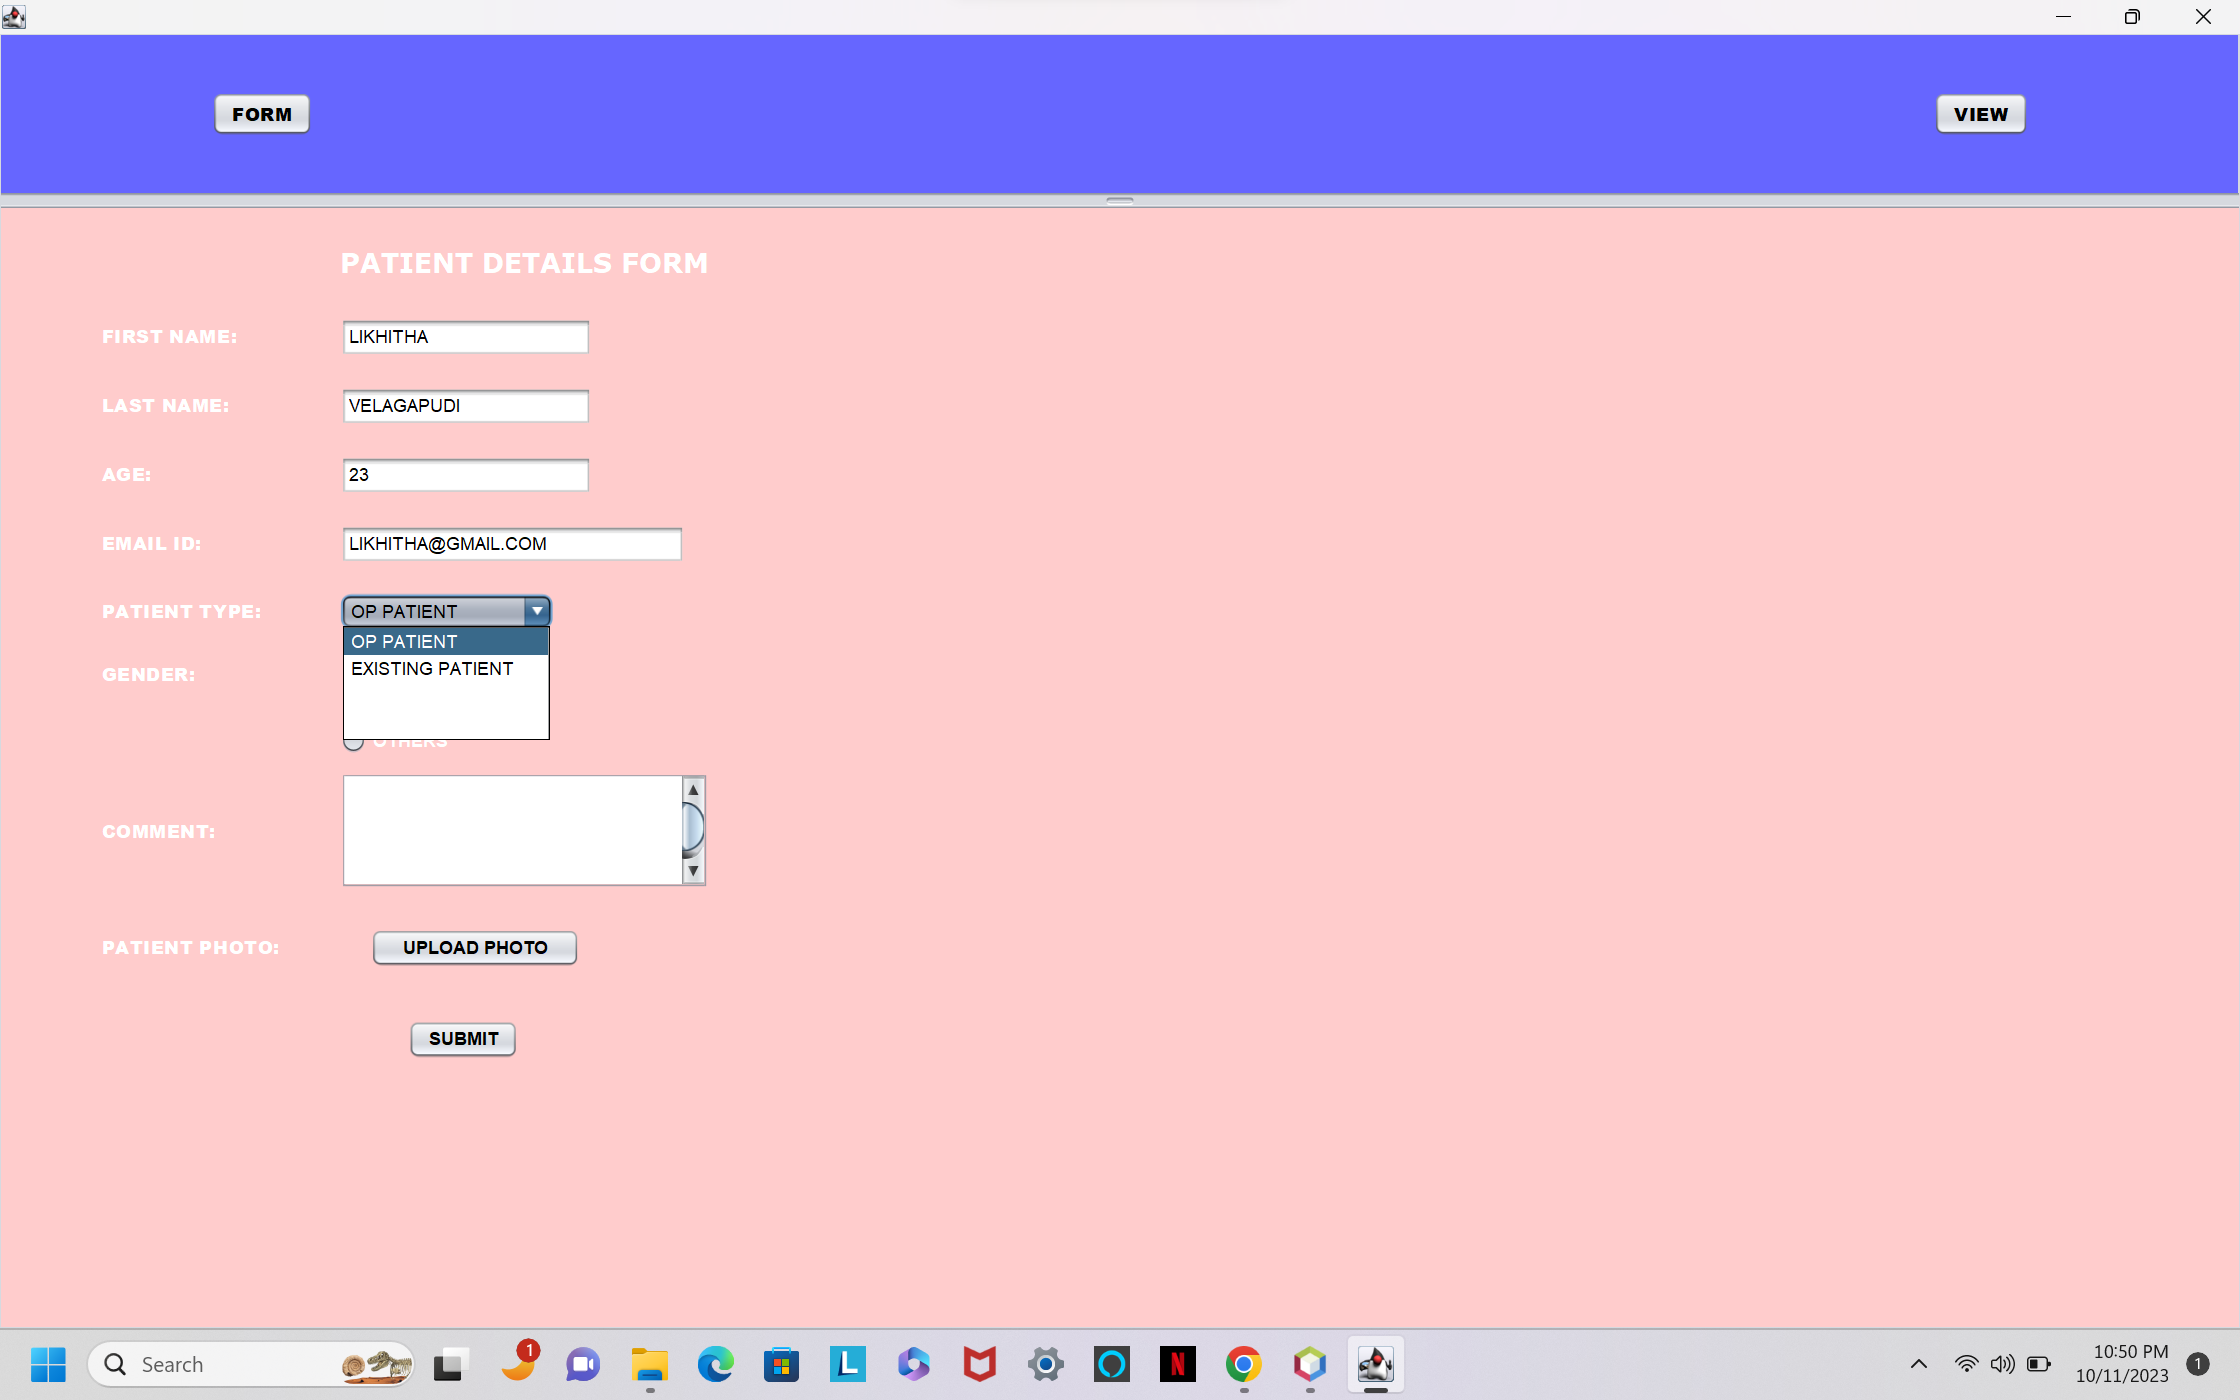 FORM
VIEW
PATIENT DETAILS FORM
FIRST NAME: LIKHITHA
LAST NAME: VELAGAPUDI
AGE: 23
EMAIL ID: LIKHITHA@GMAIL.COM
PATIENT TYPE: OP PATIENT
OP PATIENT
EXISTING PATIENT
GENDER:
OTHERS
COMMENT:
PATIENT PHOTO: UPLOAD PHOTO
SUBMIT
Search
1
L
N
10:50 PM
10/11/2023
1